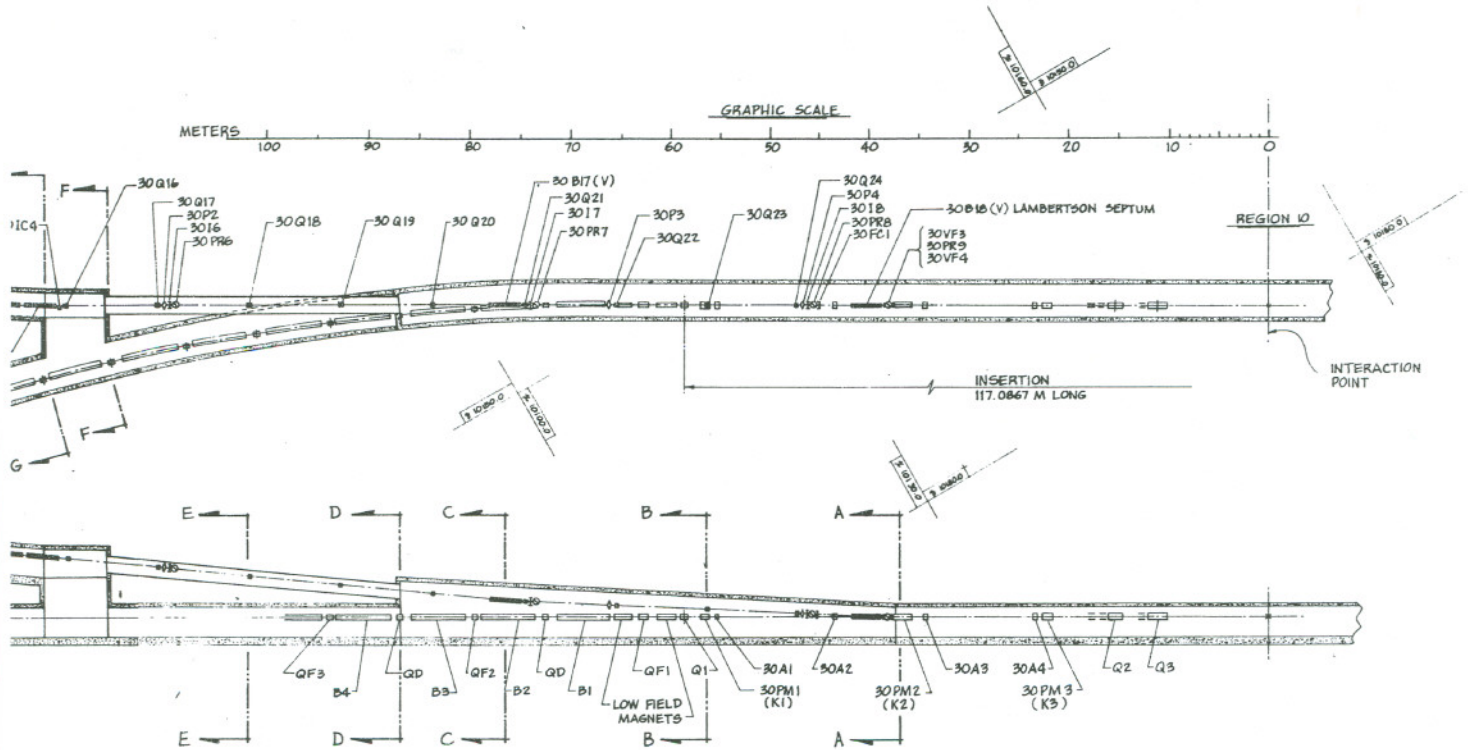 GRAPHIC SCALE
METERS
100 90 80 70 60 50 40 30 20 10 0
F
30Q16
30Q17
30P2
30I6
30PR6
30Q18
30Q19
30Q20
30B17(V)
30Q21
30I7
30PR7
30P3
30Q22
30Q23
30Q24
30P4
30I8
30PR8
30FC1
30B18(V) LAMBERTSON SEPTUM
30VF3
30PR9
30VF4
REGION 10
INTERACTION
POINT
INSERTION
117.0867 M LONG
F
G
E
D
C
B
A
QF3
B4
QD
B3
QF2
B2
QD
B1
LOW FIELD
MAGNETS
QF1
Q1
30PM1
(K1)
30A1
30A2
30PM2
(K2)
30A3
30A4
30PM3
(K3)
Q2
Q3
E
D
C
B
A